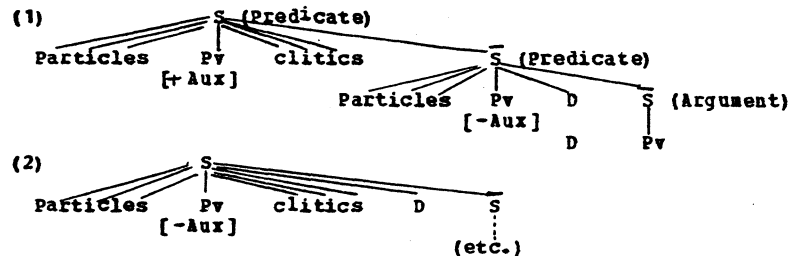 (1) S (Predicate)
Particles Pv clitics S̄ (Predicate)
[+ Aux]
Particles Pv D S̄ (Argument)
[-Aux]
D Pv
(2) S
Particles Pv clitics D S̄
[-Aux]
(etc.)